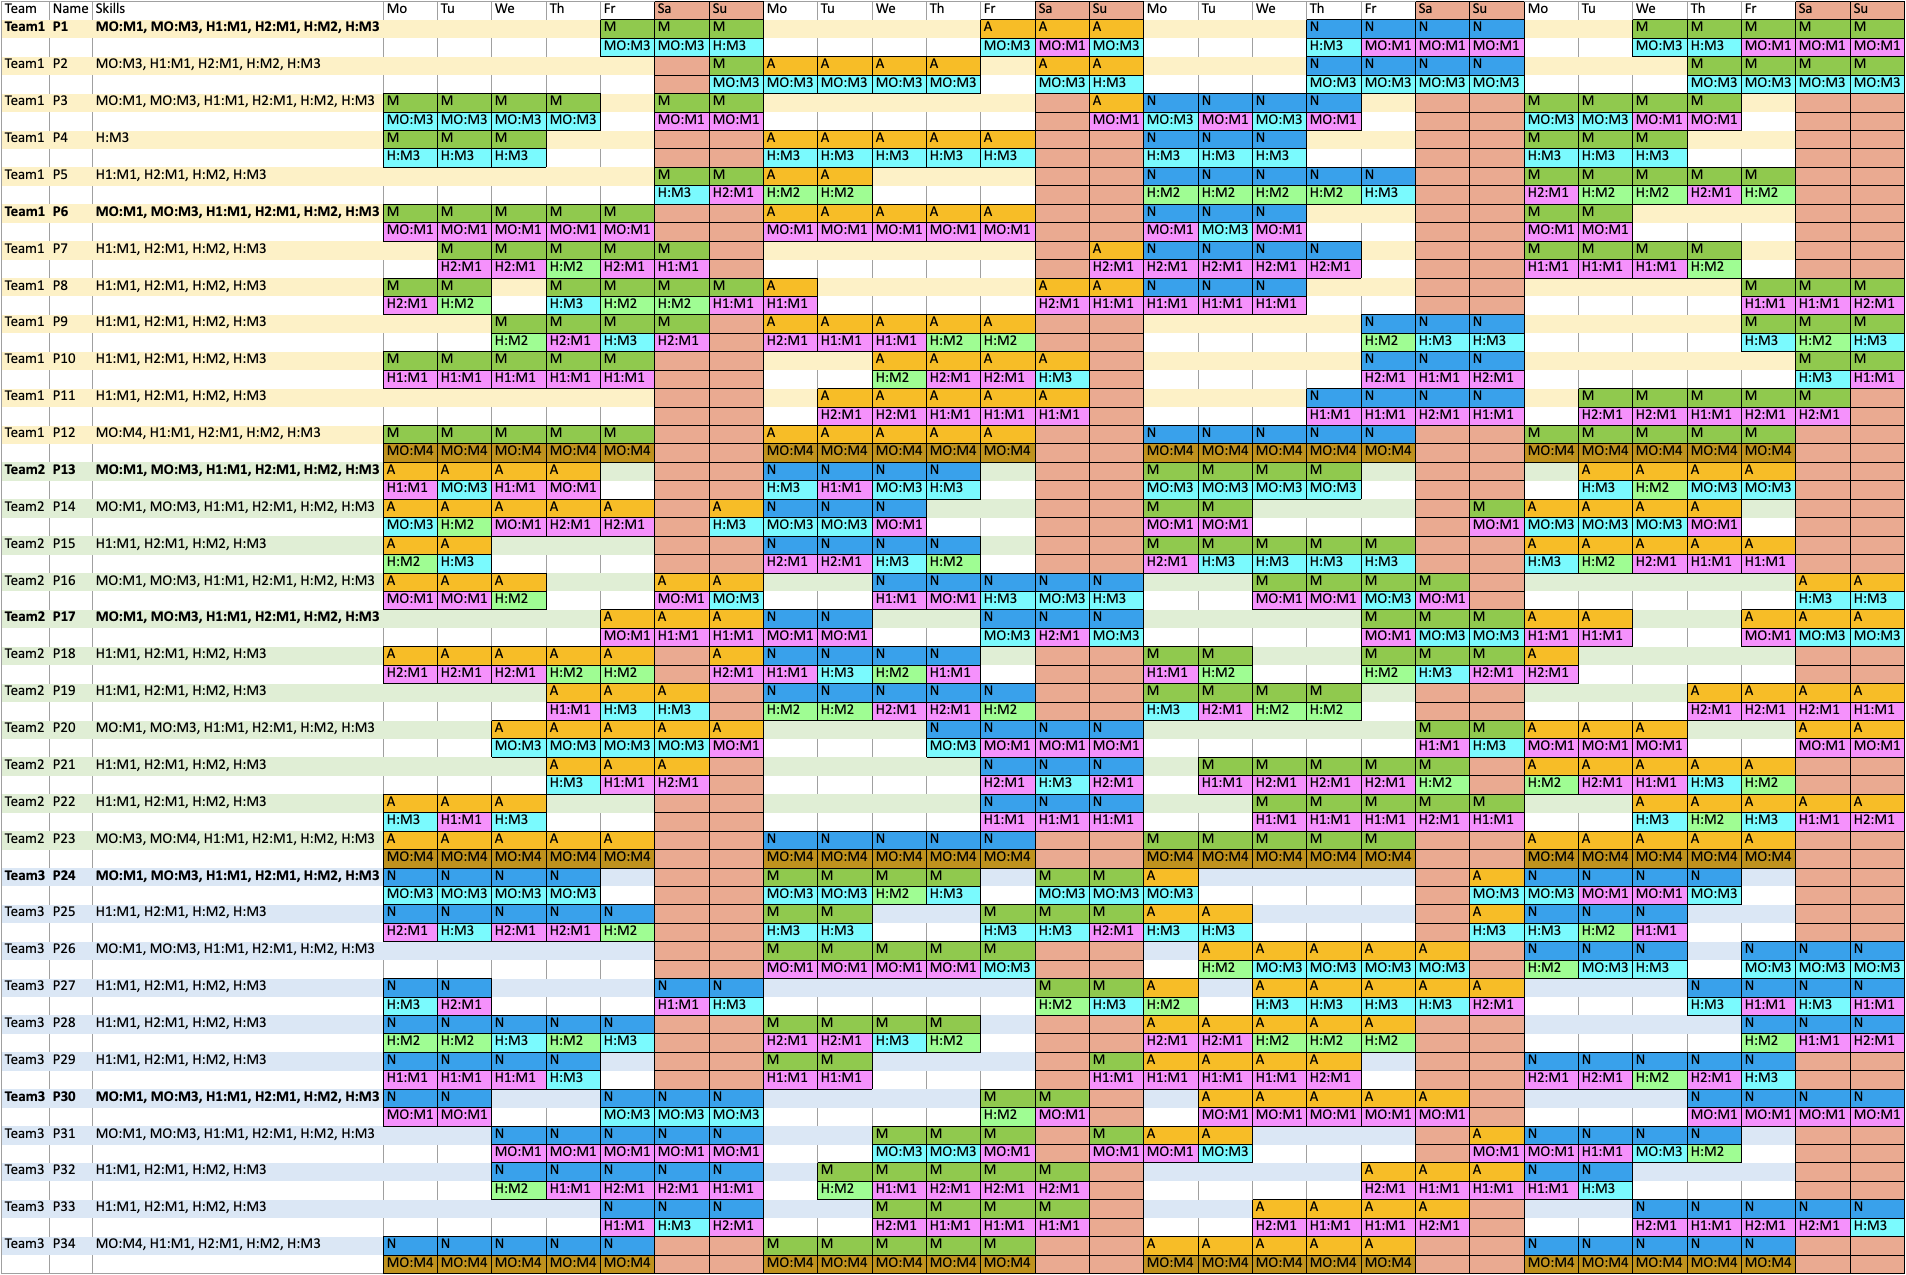 Team Name Skills Mo Tu We Th Fr Sa Su Mo Tu We Th Fr Sa Su Mo Tu We Th Fr Sa Su Mo Tu We Th Fr Sa Su
Team1 P1 MO:M1, MO:M3, H1:M1, H2:M1, H:M2, H:M3 M M M A A A N N N N M M M M M
MO:M3 MO:M3 H:M3 MO:M3 MO:M1 MO:M3 H:M3 MO:M1 MO:M1 MO:M1 MO:M3 H:M3 MO:M1 MO:M1 MO:M1
Team1 P2 MO:M3, H1:M1, H2:M1, H:M2, H:M3 M A A A A A A N N N N M M M M
MO:M3 MO:M3 MO:M3 MO:M3 MO:M3 MO:M3 H:M3 MO:M3 MO:M3 MO:M3 MO:M3 MO:M3 MO:M3 MO:M3 MO:M3
Team1 P3 MO:M1, MO:M3, H1:M1, H2:M1, H:M2, H:M3 M M M M M M A N N N N M M M M
MO:M3 MO:M3 MO:M3 MO:M3 MO:M1 MO:M1 MO:M1 MO:M3 MO:M1 MO:M3 MO:M1 MO:M3 MO:M3 MO:M1 MO:M1
Team1 P4 H:M3 M M M A A A A A N N N M M M
H:M3 H:M3 H:M3 H:M3 H:M3 H:M3 H:M3 H:M3 H:M3 H:M3 H:M3 H:M3 H:M3 H:M3
Team1 P5 H1:M1, H2:M1, H:M2, H:M3 M M A A N N N N N M M M M M
H:M3 H2:M1 H:M2 H:M2 H:M2 H:M2 H:M2 H:M2 H:M3 H2:M1 H:M2 H:M2 H2:M1 H:M2
Team1 P6 MO:M1, MO:M3, H1:M1, H2:M1, H:M2, H:M3 M M M M M A A A A A N N N M M
MO:M1 MO:M1 MO:M1 MO:M1 MO:M1 MO:M1 MO:M1 MO:M1 MO:M1 MO:M1 MO:M1 MO:M3 MO:M1 MO:M1 MO:M1
Team1 P7 H1:M1, H2:M1, H:M2, H:M3 M M M M M A N N N N M M M M
H2:M1 H2:M1 H:M2 H2:M1 H1:M1 H2:M1 H2:M1 H2:M1 H2:M1 H2:M1 H1:M1 H1:M1 H1:M1 H:M2
Team1 P8 H1:M1, H2:M1, H:M2, H:M3 M M M M M M A A A N N N M M M
H2:M1 H:M2 H:M3 H:M2 H:M2 H1:M1 H1:M1 H2:M1 H1:M1 H1:M1 H1:M1 H1:M1 H1:M1 H1:M1 H2:M1
Team1 P9 H1:M1, H2:M1, H:M2, H:M3 M M M M A A A A A N N N M M M
H:M2 H2:M1 H:M3 H2:M1 H2:M1 H1:M1 H1:M1 H:M2 H:M2 H:M2 H:M3 H:M3 H:M3 H:M2 H:M3
Team1 P10 H1:M1, H2:M1, H:M2, H:M3 M M M M M A A A A N N N M M
H1:M1 H1:M1 H1:M1 H1:M1 H1:M1 H:M2 H2:M1 H2:M1 H:M3 H2:M1 H1:M1 H2:M1 H:M3 H1:M1
Team1 P11 H1:M1, H2:M1, H:M2, H:M3 A A A A A N N N N M M M M M
H2:M1 H2:M1 H1:M1 H1:M1 H1:M1 H1:M1 H1:M1 H2:M1 H1:M1 H2:M1 H2:M1 H1:M1 H2:M1 H2:M1
Team1 P12 MO:M4, H1:M1, H2:M1, H:M2, H:M3 M M M M M A A A A A N N N N N M M M M M
MO:M4 MO:M4 MO:M4 MO:M4 MO:M4 MO:M4 MO:M4 MO:M4 MO:M4 MO:M4 MO:M4 MO:M4 MO:M4 MO:M4 MO:M4 MO:M4 MO:M4 MO:M4 MO:M4 MO:M4
Team2 P13 MO:M1, MO:M3, H1:M1, H2:M1, H:M2, H:M3 A A A A N N N N M M M M A A A A
H1:M1 MO:M3 H1:M1 MO:M1 H:M3 H1:M1 MO:M3 H:M3 MO:M3 MO:M3 MO:M3 MO:M3 H:M3 H:M2 MO:M3 MO:M3
Team2 P14 MO:M1, MO:M3, H1:M1, H2:M1, H:M2, H:M3 A A A A A A N N N M M M A A A A
MO:M3 H:M2 MO:M1 H2:M1 H2:M1 H:M3 MO:M3 MO:M3 MO:M1 MO:M1 MO:M1 MO:M1 MO:M3 MO:M3 MO:M3 MO:M1
Team2 P15 H1:M1, H2:M1, H:M2, H:M3 A A N N N N M M M M M A A A A A
H:M2 H:M3 H2:M1 H2:M1 H:M3 H:M2 H2:M1 H:M3 H:M3 H:M3 H:M3 H:M3 H:M2 H2:M1 H1:M1 H1:M1
Team2 P16 MO:M1, MO:M3, H1:M1, H2:M1, H:M2, H:M3 A A A A A N N N N N M M M M A A
MO:M1 MO:M1 H:M2 MO:M1 MO:M3 H1:M1 MO:M1 H:M3 MO:M3 H:M3 MO:M1 MO:M1 MO:M3 MO:M1 H:M3 H:M3
Team2 P17 MO:M1, MO:M3, H1:M1, H2:M1, H:M2, H:M3 A A A N N N N N M M M A A A A A
MO:M1 H1:M1 H1:M1 MO:M1 MO:M1 MO:M3 H2:M1 MO:M3 MO:M1 MO:M3 MO:M3 H1:M1 H1:M1 MO:M1 MO:M3 MO:M3
Team2 P18 H1:M1, H2:M1, H:M2, H:M3 A A A A A A N N N N M M M M M A
H2:M1 H2:M1 H2:M1 H:M2 H:M2 H2:M1 H1:M1 H:M3 H:M2 H1:M1 H1:M1 H:M2 H:M2 H:M3 H2:M1 H2:M1
Team2 P19 H1:M1, H2:M1, H:M2, H:M3 A A A N N N N N M M M M A A A A
H1:M1 H:M3 H:M3 H:M2 H:M2 H2:M1 H2:M1 H:M2 H:M3 H2:M1 H:M2 H:M2 H2:M1 H2:M1 H2:M1 H1:M1
Team2 P20 MO:M1, MO:M3, H1:M1, H2:M1, H:M2, H:M3 A A A A A N N N N M M A A A A A
MO:M3 MO:M3 MO:M3 MO:M3 MO:M1 MO:M3 MO:M1 MO:M1 MO:M1 H1:M1 H:M3 MO:M1 MO:M1 MO:M1 MO:M1 MO:M1
Team2 P21 H1:M1, H2:M1, H:M2, H:M3 A A A N N N M M M M M A A A A A
H:M3 H1:M1 H2:M1 H2:M1 H:M3 H2:M1 H1:M1 H2:M1 H2:M1 H2:M1 H:M2 H:M2 H2:M1 H1:M1 H:M3 H:M2
Team2 P22 H1:M1, H2:M1, H:M2, H:M3 A A A N N N M M M M M A A A A A
H:M3 H1:M1 H:M3 H1:M1 H1:M1 H1:M1 H1:M1 H1:M1 H1:M1 H2:M1 H1:M1 H:M3 H:M2 H:M3 H1:M1 H2:M1
Team2 P23 MO:M3, MO:M4, H1:M1, H2:M1, H:M2, H:M3 A A A A A N N N N N M M M M M A A A A A
MO:M4 MO:M4 MO:M4 MO:M4 MO:M4 MO:M4 MO:M4 MO:M4 MO:M4 MO:M4 MO:M4 MO:M4 MO:M4 MO:M4 MO:M4 MO:M4 MO:M4 MO:M4 MO:M4 MO:M4
Team3 P24 MO:M1, MO:M3, H1:M1, H2:M1, H:M2, H:M3 N N N N M M M M M M A A N N N N
MO:M3 MO:M3 MO:M3 MO:M3 MO:M3 MO:M3 H:M2 H:M3 MO:M3 MO:M3 MO:M3 MO:M3 MO:M3 MO:M1 MO:M1 MO:M3
Team3 P25 H1:M1, H2:M1, H:M2, H:M3 N N N N N M M M M M A A A N N N
H2:M1 H:M3 H2:M1 H2:M1 H:M2 H:M3 H:M3 H:M3 H:M3 H2:M1 H:M3 H:M3 H:M3 H:M3 H:M2 H1:M1
Team3 P26 MO:M1, MO:M3, H1:M1, H2:M1, H:M2, H:M3 M M M M M A A A A A N N N N N N
MO:M1 MO:M1 MO:M1 MO:M1 MO:M3 H:M2 MO:M3 MO:M3 MO:M3 MO:M3 H:M2 MO:M3 H:M3 MO:M3 MO:M3 MO:M3
Team3 P27 H1:M1, H2:M1, H:M2, H:M3 N N N N M M A A A A A A N N N N
H:M3 H2:M1 H1:M1 H:M3 H:M2 H:M3 H:M2 H:M3 H:M3 H:M3 H:M3 H2:M1 H:M3 H1:M1 H:M3 H1:M1
Team3 P28 H1:M1, H2:M1, H:M2, H:M3 N N N N N M M M M A A A A A N N N
H:M2 H:M2 H:M3 H:M2 H:M3 H2:M1 H2:M1 H:M3 H:M2 H2:M1 H2:M1 H:M2 H:M2 H:M2 H:M2 H1:M1 H2:M1
Team3 P29 H1:M1, H2:M1, H:M2, H:M3 N N N N M M M A A A A N N N N N
H1:M1 H1:M1 H1:M1 H:M3 H1:M1 H1:M1 H1:M1 H1:M1 H1:M1 H1:M1 H2:M1 H2:M1 H2:M1 H:M2 H2:M1 H:M3
Team3 P30 MO:M1, MO:M3, H1:M1, H2:M1, H:M2, H:M3 N N N N N M M A A A A A N N N N
MO:M1 MO:M1 MO:M3 MO:M3 MO:M3 H:M2 MO:M1 MO:M1 MO:M1 MO:M1 MO:M1 MO:M1 MO:M1 MO:M1 MO:M1 MO:M1
Team3 P31 MO:M1, MO:M3, H1:M1, H2:M1, H:M2, H:M3 N N N N N M M M M A A A N N N N
MO:M1 MO:M1 MO:M1 MO:M1 MO:M1 MO:M3 MO:M3 MO:M1 MO:M1 MO:M1 MO:M3 MO:M1 MO:M1 H1:M1 MO:M3 H:M2
Team3 P32 H1:M1, H2:M1, H:M2, H:M3 N N N N N M M M M M A A A N N
H:M2 H1:M1 H2:M1 H2:M1 H1:M1 H:M2 H1:M1 H2:M1 H2:M1 H2:M1 H2:M1 H1:M1 H1:M1 H1:M1 H:M3
Team3 P33 H1:M1, H2:M1, H:M2, H:M3 N N N M M M M A A A A N N N N N
H1:M1 H:M3 H2:M1 H2:M1 H1:M1 H1:M1 H1:M1 H2:M1 H1:M1 H1:M1 H2:M1 H2:M1 H1:M1 H2:M1 H2:M1 H:M3
Team3 P34 MO:M4, H1:M1, H2:M1, H:M2, H:M3 N N N N N M M M M M A A A A A N N N N N
MO:M4 MO:M4 MO:M4 MO:M4 MO:M4 MO:M4 MO:M4 MO:M4 MO:M4 MO:M4 MO:M4 MO:M4 MO:M4 MO:M4 MO:M4 MO:M4 MO:M4 MO:M4 MO:M4 MO:M4